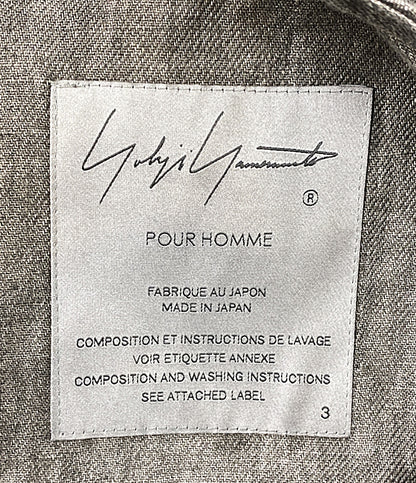 Yohji Yamamoto
®
POUR HOMME
FABRIQUE AU JAPON
MADE IN JAPAN
COMPOSITION ET INSTRUCTIONS DE LAVAGE
VOIR ETIQUETTE ANNEXE
COMPOSITION AND WASHING INSTRUCTIONS
SEE ATTACHED LABEL
3